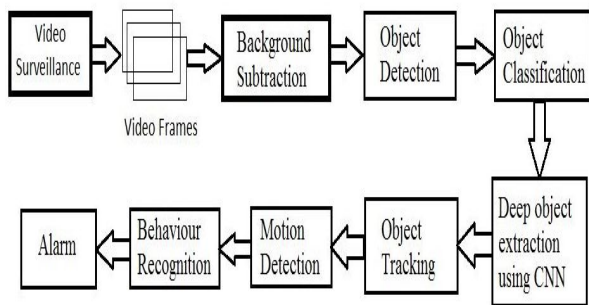 Video
Surveillance
Video Frames
Background
Subtraction
Object
Detection
Object
Classification
Deep object
extraction
using CNN
Object
Tracking
Motion
Detection
Behaviour
Recognition
Alarm